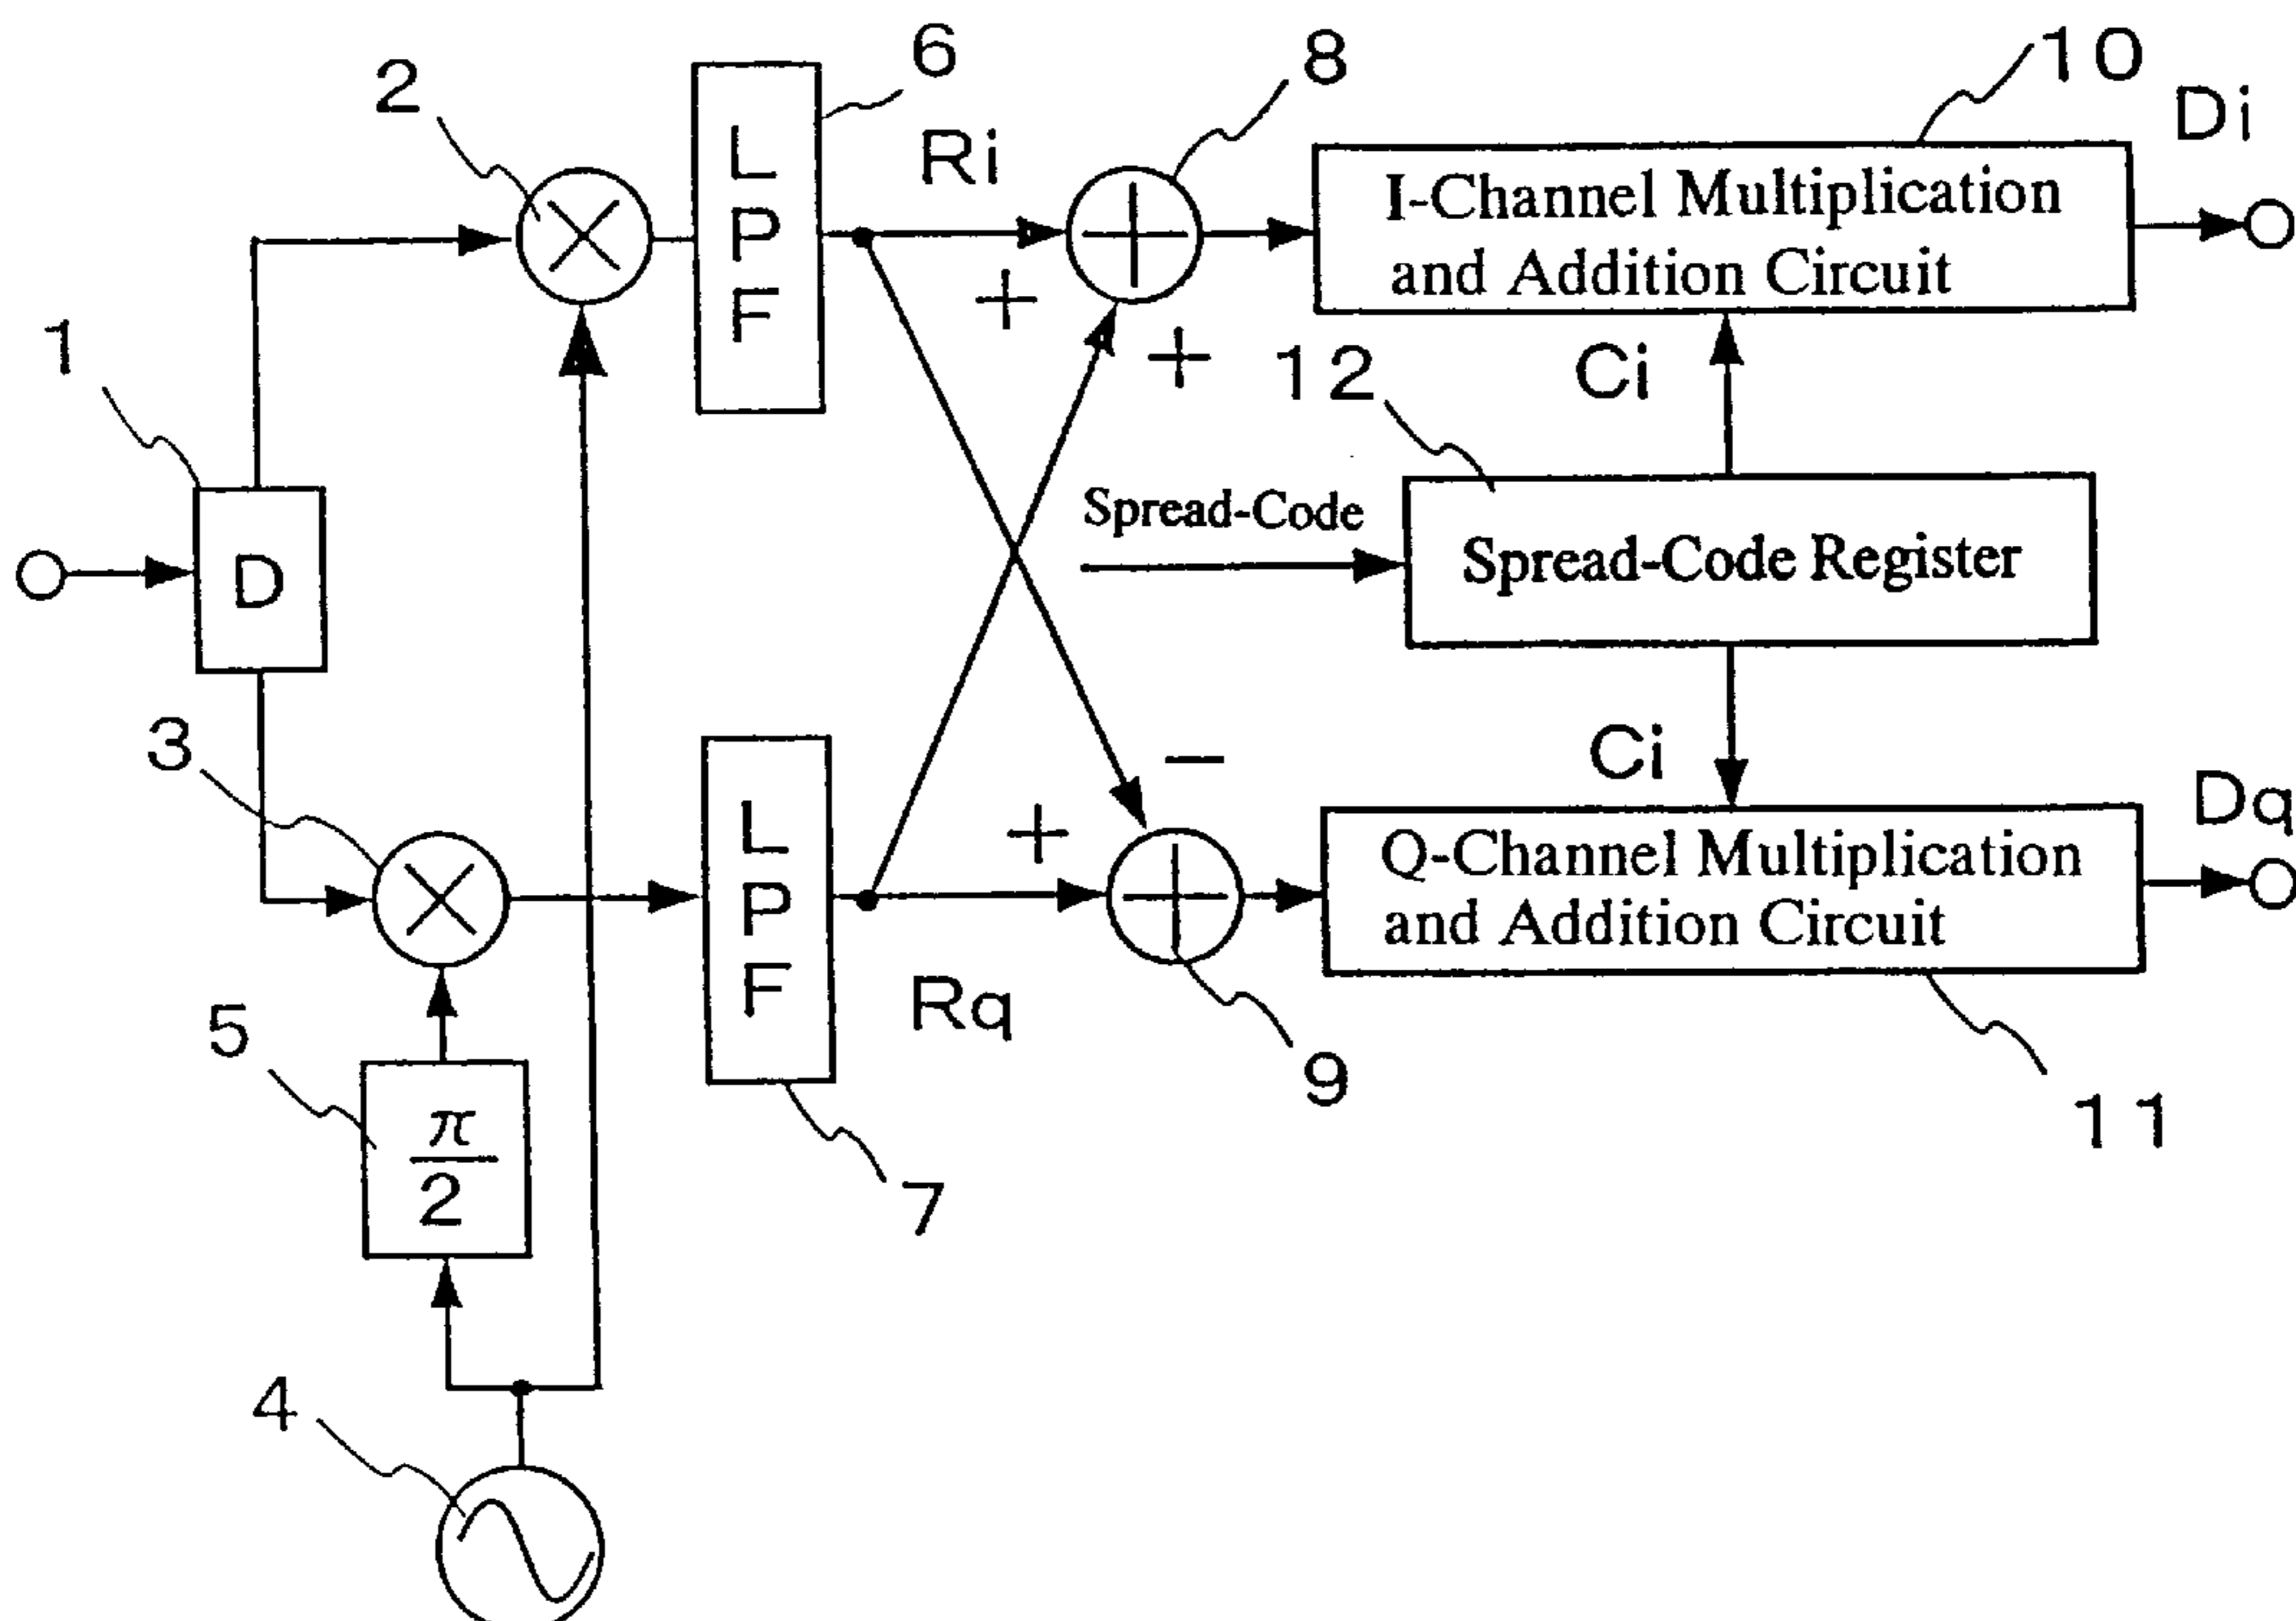 2
6
8
10
Di
L
P
F
Ri
I-Channel Multiplication
and Addition Circuit
+
+
1
12
Ci
D
Spread-Code
Spread-Code Register
3
Ci
−
+
L
P
F
Q-Channel Multiplication
and Addition Circuit
Dq
5
Rq
9
11
π
2
7
4